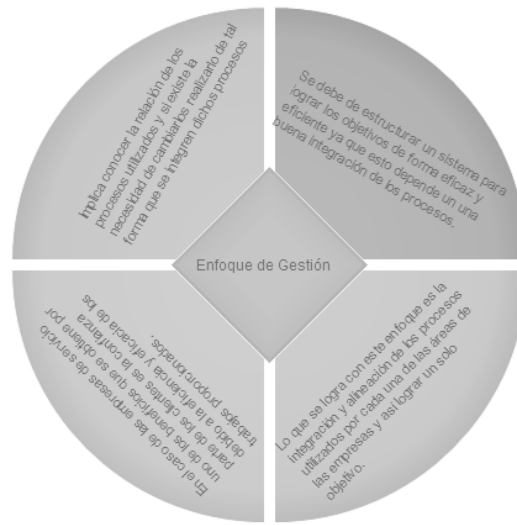 Implica conocer la relación de los
procesos utilizados y si existe la
necesidad de cambiarlos realizarlo de tal
forma que se integren dichos procesos
Se debe de estructurar un sistema para
lograr los objetivos de forma eficaz y
eficiente ya que esto depende un una
buena integración de los procesos.
Enfoque de Gestión
En el caso de las empresas de servicio
uno de los beneficios que se obtiene por
parte de los clientes es la confianza
debido a la eficiencia y eficacia de los
trabajos proporcionados.
Lo que se logra con este enfoque es la
integración y alineación de los procesos
utilizados por cada una de las áreas de
las empresas y así lograr un solo
objetivo.